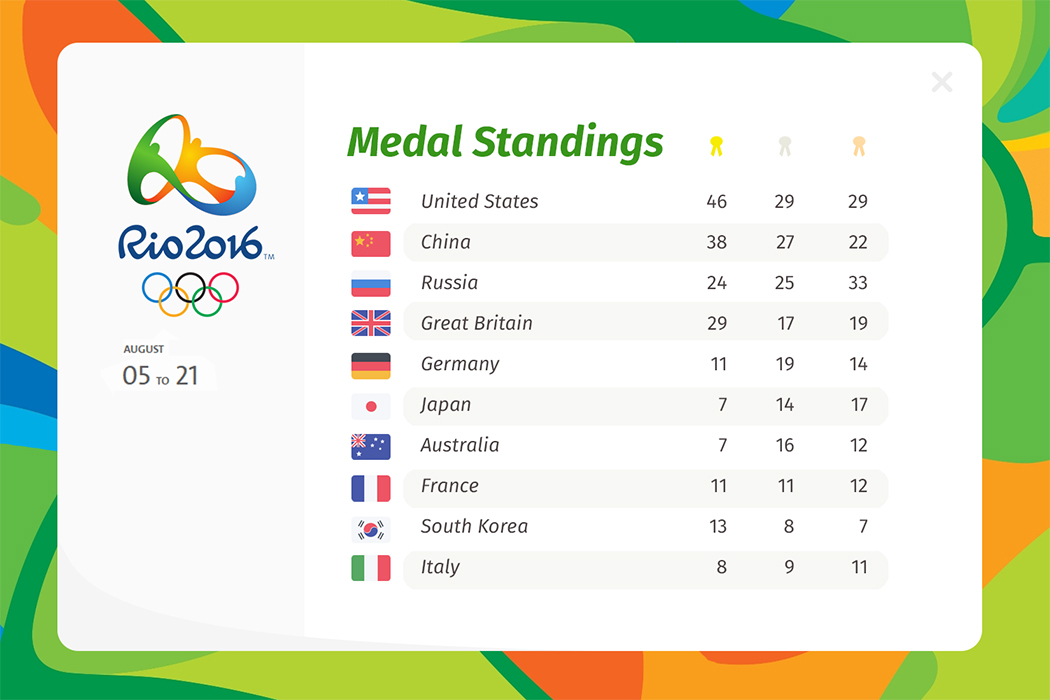 Rio2016™
AUGUST
05 TO 21
Medal Standings
United States 46 29 29
China 38 27 22
Russia 24 25 33
Great Britain 29 17 19
Germany 11 19 14
Japan 7 14 17
Australia 7 16 12
France 11 11 12
South Korea 13 8 7
Italy 8 9 11